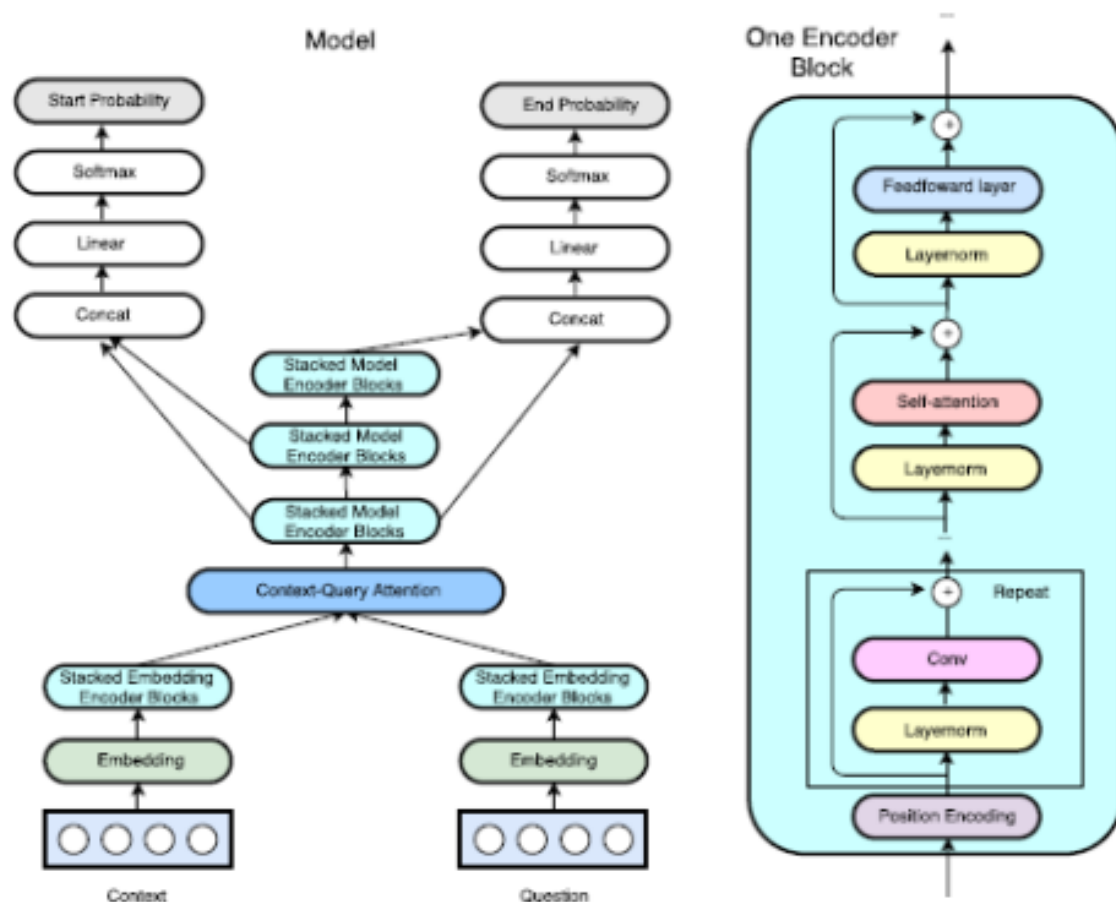 Model
Start Probability
Softmax
Linear
Concat
End Probability
Softmax
Linear
Concat
Stacked Model
Encoder Blocks
Stacked Model
Encoder Blocks
Stacked Model
Encoder Blocks
Context-Query Attention
Stacked Embedding
Encoder Blocks
Stacked Embedding
Encoder Blocks
Embedding
Embedding
Context
Question
One Encoder
Block
...
+
Feedfoward layer
Layernorm
+
Self-attention
Layernorm
...
+
Repeat
Conv
Layernorm
Position Encoding